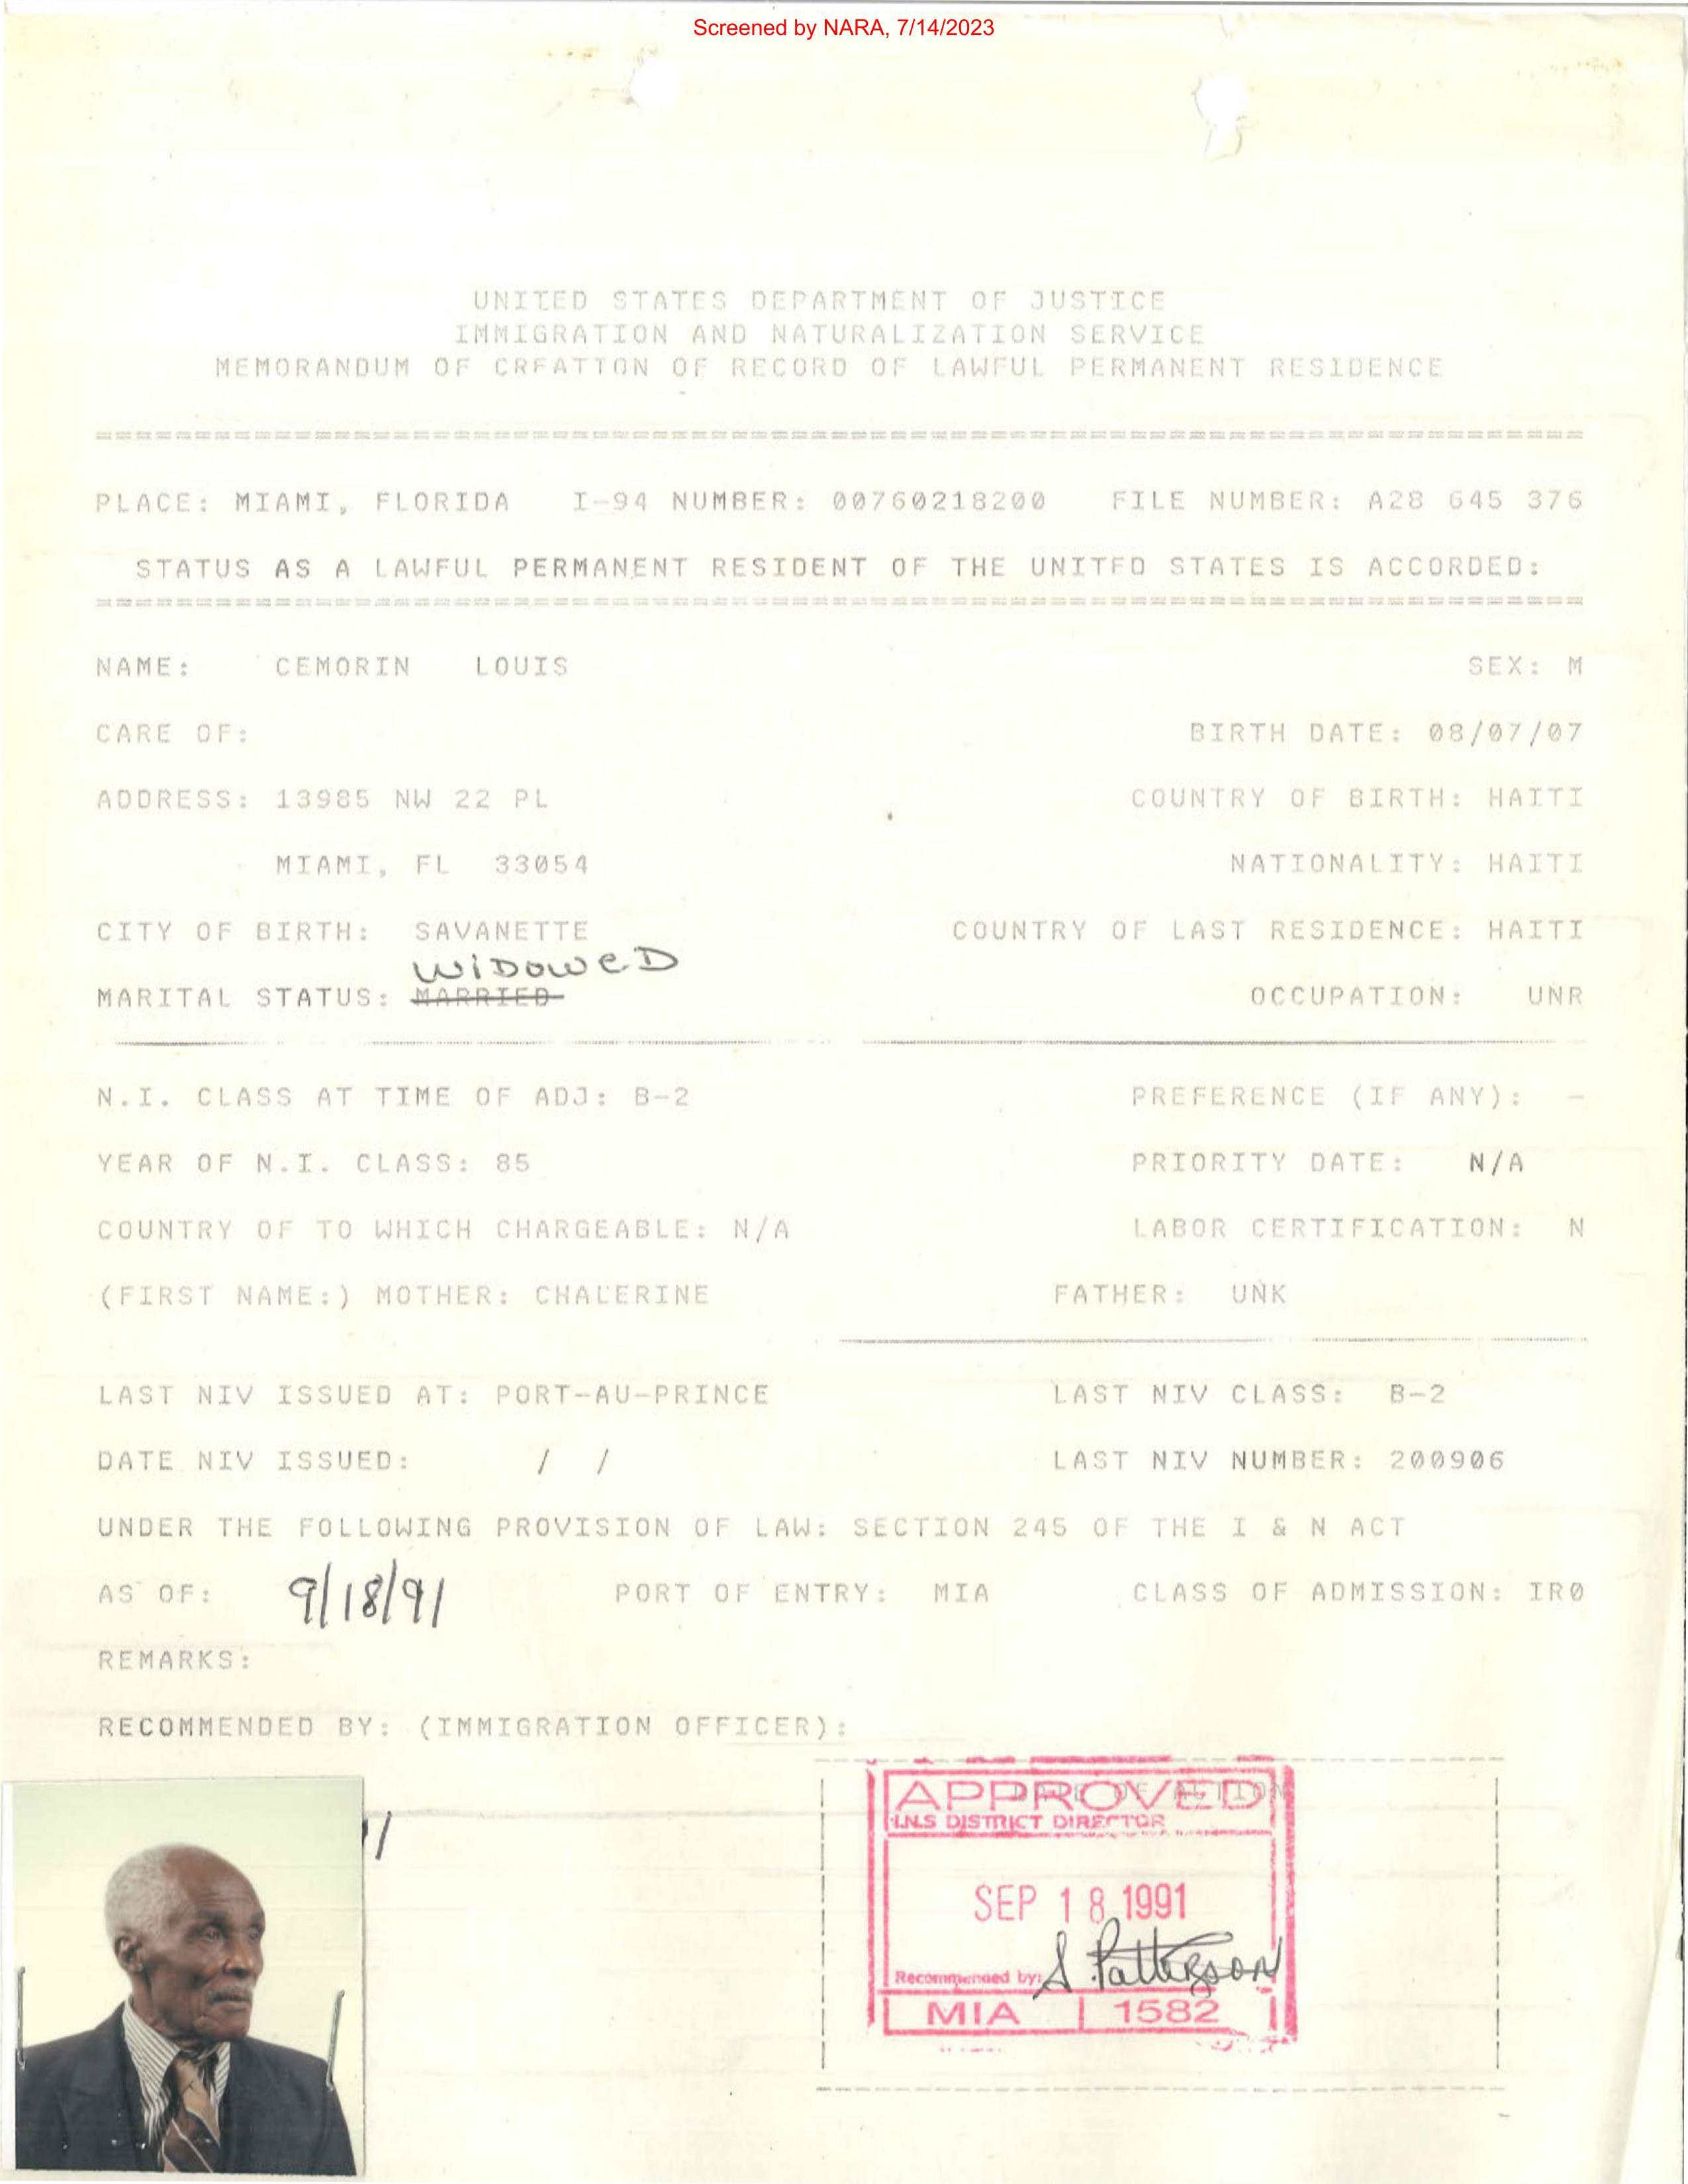 Screened by NARA, 7/14/2023
UNITED STATES DEPARTMENT OF JUSTICE
IMMIGRATION AND NATURALIZATION SERVICE
MEMORANDUM OF CREATION OF RECORD OF LAWFUL PERMANENT RESIDENCE
PLACE: MIAMI, FLORIDA I-94 NUMBER: 00760218200 FILE NUMBER: A28 645 376
STATUS AS A LAWFUL PERMANENT RESIDENT OF THE UNITED STATES IS ACCORDED:
NAME: CEMORIN LOUIS SEX: M
CARE OF: BIRTH DATE: 08/07/07
ADDRESS: 13985 NW 22 PL COUNTRY OF BIRTH: HAITI
MIAMI, FL 33054 NATIONALITY: HAITI
CITY OF BIRTH: SAVANETTE COUNTRY OF LAST RESIDENCE: HAITI
WIDOWED
MARITAL STATUS: MARRIED OCCUPATION: UNR
N.I. CLASS AT TIME OF ADJ: B-2 PREFERENCE (IF ANY): -
YEAR OF N.I. CLASS: 85 PRIORITY DATE: N/A
COUNTRY OF TO WHICH CHARGEABLE: N/A LABOR CERTIFICATION: N
(FIRST NAME:) MOTHER: CHALERINE FATHER: UNK
LAST NIV ISSUED AT: PORT-AU-PRINCE LAST NIV CLASS: B-2
DATE NIV ISSUED: / / LAST NIV NUMBER: 200906
UNDER THE FOLLOWING PROVISION OF LAW: SECTION 245 OF THE I & N ACT
AS OF: 9/18/91 PORT OF ENTRY: MIA CLASS OF ADMISSION: IR0
REMARKS:
RECOMMENDED BY: (IMMIGRATION OFFICER):
DATE OF ACTION
APPROVED
I.N.S DISTRICT DIRECTOR
SEP 18 1991
Recommended by: S Patterson
MIA 1582